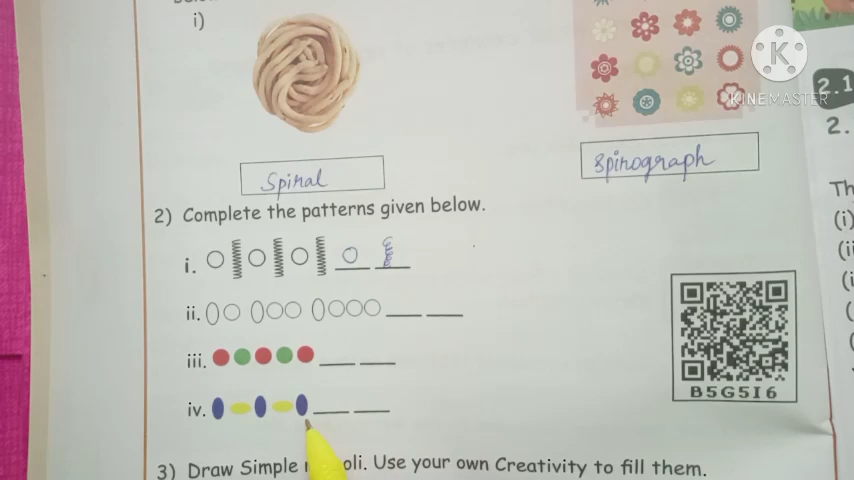 i)
KINEMASTER
2.1
2.
Spiral
Spirograph
Th
2) Complete the patterns given below.
(i)
i.
(ii
ii.
(i
iii.
B5G5I6
iv.
3) Draw Simple oli. Use your own Creativity to fill them.